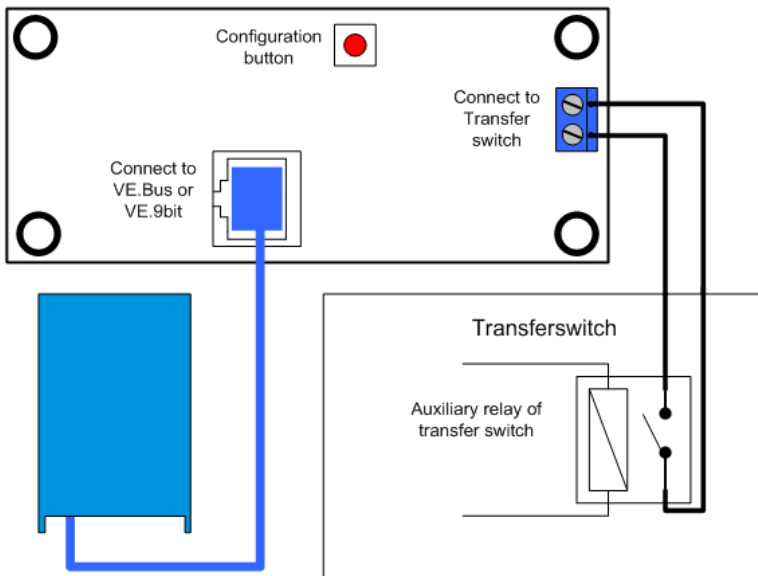 Configuration
button
Connect to
Transfer
switch
Connect to
VE.Bus or
VE.9bit
Transferswitch
Auxiliary relay of
transfer switch